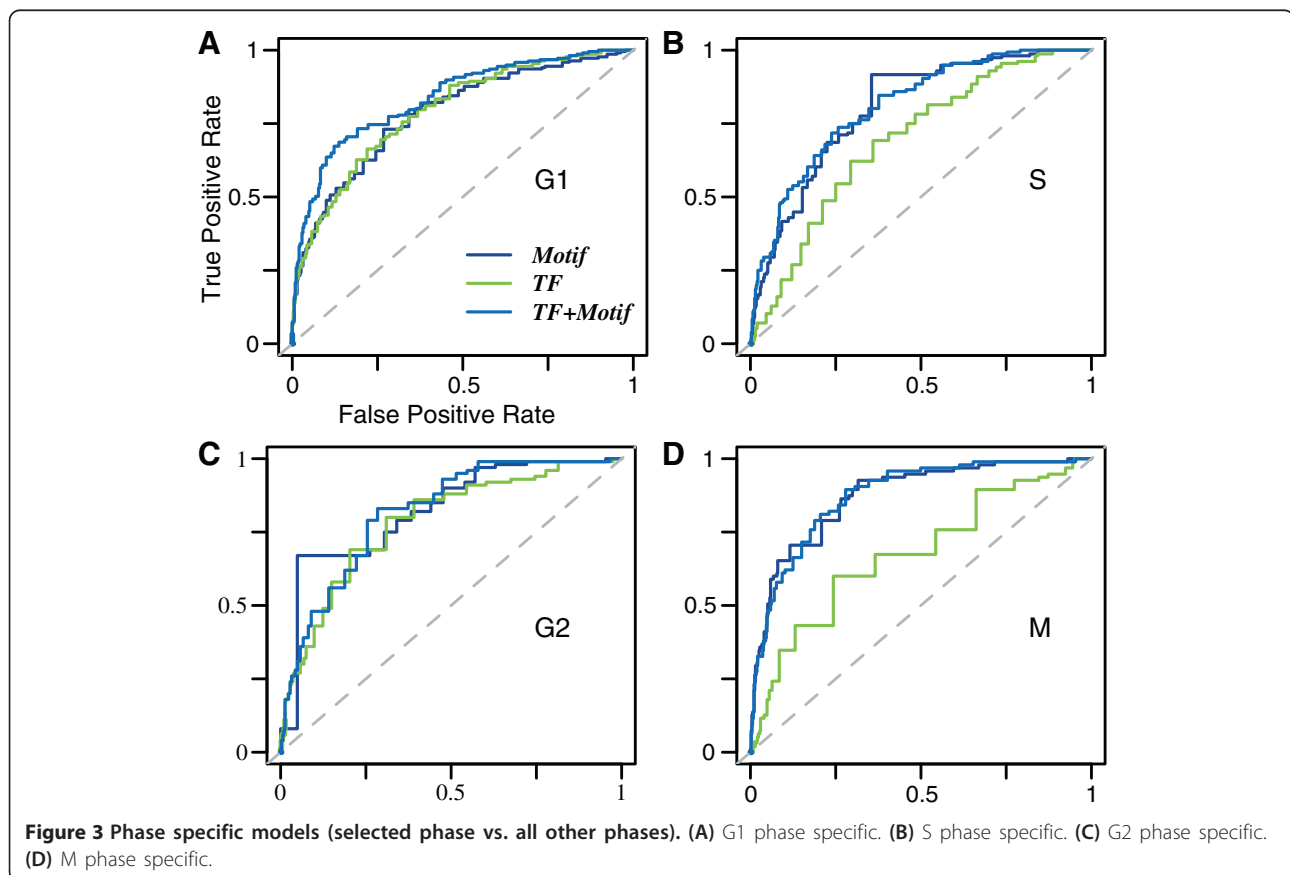 A
1
0.5
0
True Positive Rate
G1
Motif
TF
TF+Motif
0
0.5
1
False Positive Rate
B
1
0.5
0
S
0
0.5
1
C
1
0.5
0
G2
0
0.5
1
D
1
0.5
0
M
0
0.5
1
Figure 3 Phase specific models (selected phase vs. all other phases). (A) G1 phase specific. (B) S phase specific. (C) G2 phase specific.
(D) M phase specific.